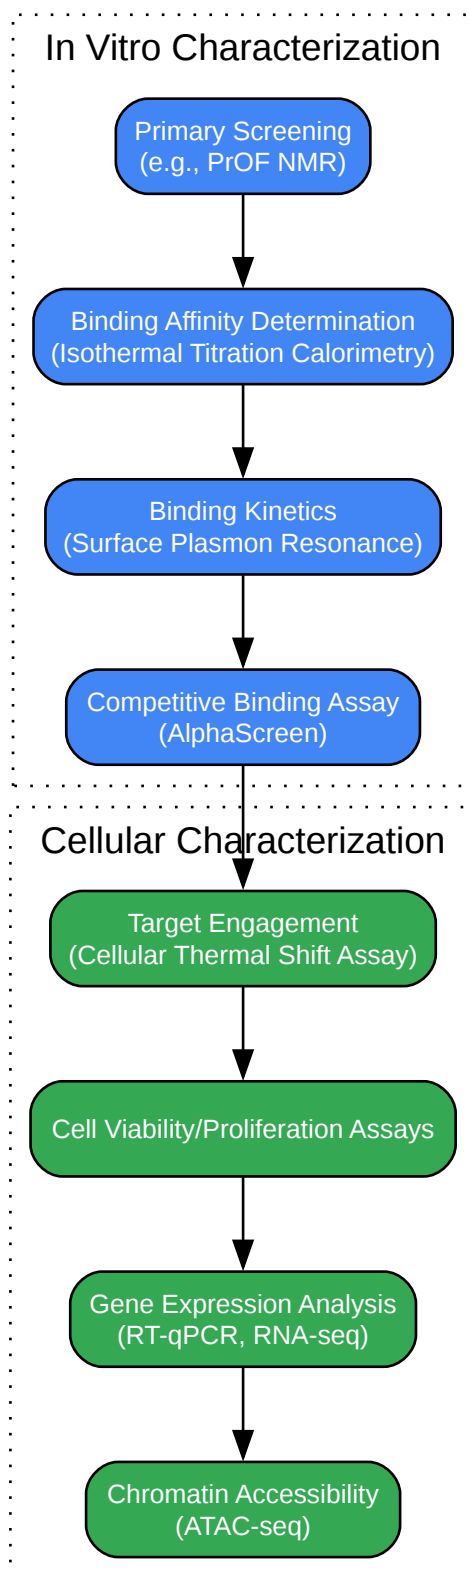 In Vitro Characterization
Primary Screening
(e.g., PrOF NMR)
Binding Affinity Determination
(Isothermal Titration Calorimetry)
Binding Kinetics
(Surface Plasmon Resonance)
Competitive Binding Assay
(AlphaScreen)
Cellular Characterization
Target Engagement
(Cellular Thermal Shift Assay)
Cell Viability/Proliferation Assays
Gene Expression Analysis
(RT-qPCR, RNA-seq)
Chromatin Accessibility
(ATAC-seq)